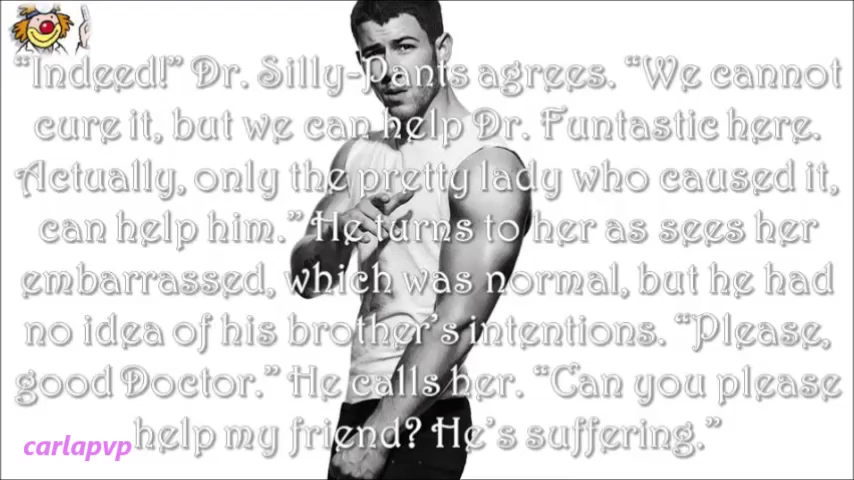 “Indeed!” Dr. Silly-Pants agrees. “We cannot
cure it, but we can help Dr. Funtastic here.
Actually, only the pretty lady who caused it,
can help him.” He turns to her as sees her
embarrassed, which was normal, but he had
no idea of his brother’s intentions. “Please,
good Doctor.” He calls her. “Can you please
help my friend? He’s suffering.”
carlapvp